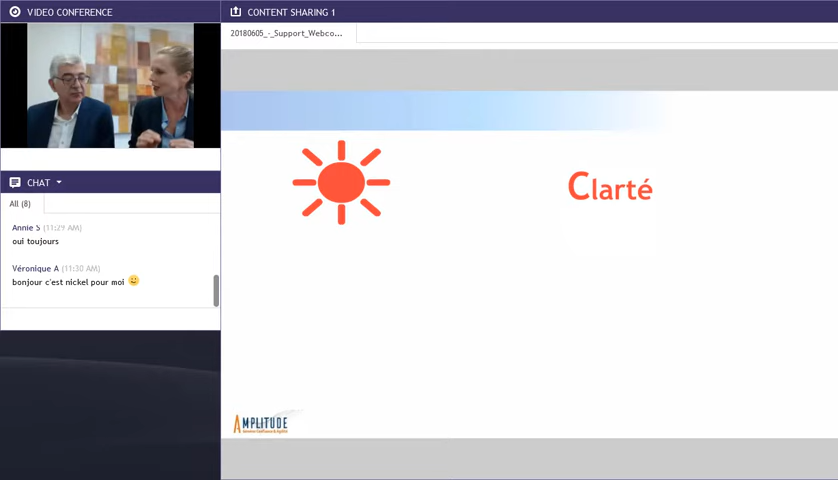 VIDEO CONFERENCE
CHAT
All (8)
Annie S (11:29 AM)
oui toujours
Véronique A (11:30 AM)
bonjour c'est nickel pour moi
CONTENT SHARING 1
20180605_-_Support_Webco...
Clarté
AMPLITUDE